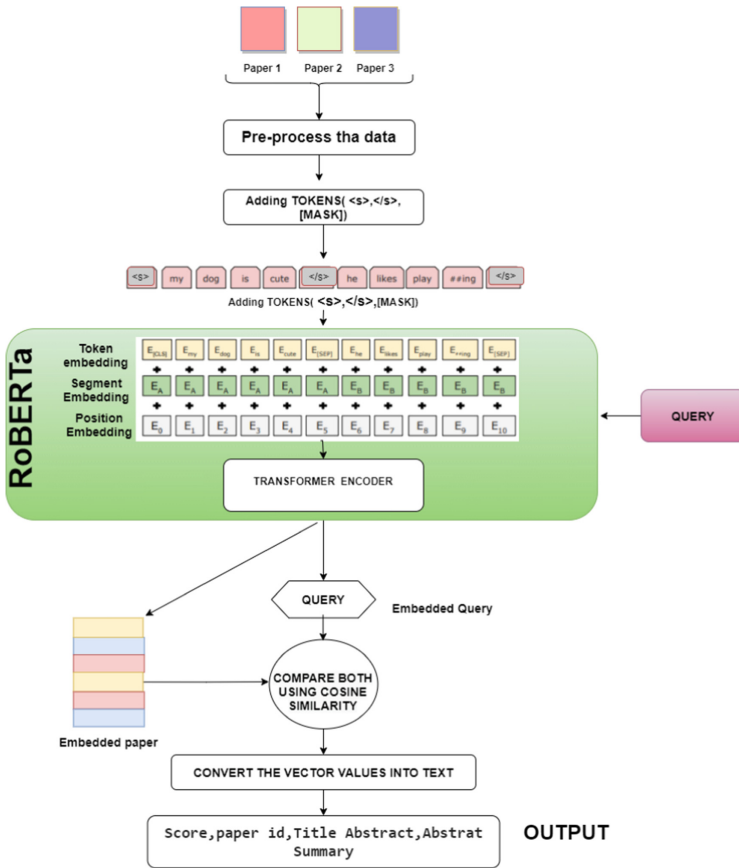 Paper 1 Paper 2 Paper 3
Pre-process tha data
Adding TOKENS( <s>,</s>,
[MASK])
<s> my dog is cute </s> he likes play ##ing </s>
Adding TOKENS( <s>,</s>,[MASK])
RoBERTa
Token
embedding
E[CLS] Emy Edog Eis Ecute E[SEP] Ehe Elikes Eplay E##ing E[SEP]
+ + + + + + + + + + +
Segment
Embedding
EA EA EA EA EA EA EB EB EB EB EB
+ + + + + + + + + + +
Position
Embedding
E0 E1 E2 E3 E4 E5 E6 E7 E8 E9 E10
QUERY
TRANSFORMER ENCODER
QUERY
Embedded Query
COMPARE BOTH
USING COSINE
SIMILARITY
Embedded paper
CONVERT THE VECTOR VALUES INTO TEXT
Score,paper id,Title Abstract,Abstrat
Summary
OUTPUT